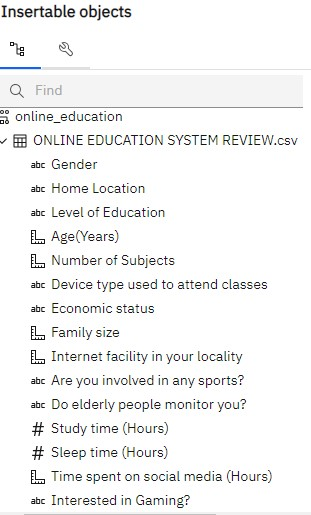 Insertable objects
Find
online_education
ONLINE EDUCATION SYSTEM REVIEW.csv
abc Gender
abc Home Location
abc Level of Education
Age(Years)
Number of Subjects
abc Device type used to attend classes
abc Economic status
Family size
Internet facility in your locality
abc Are you involved in any sports?
abc Do elderly people monitor you?
# Study time (Hours)
# Sleep time (Hours)
Time spent on social media (Hours)
abc Interested in Gaming?